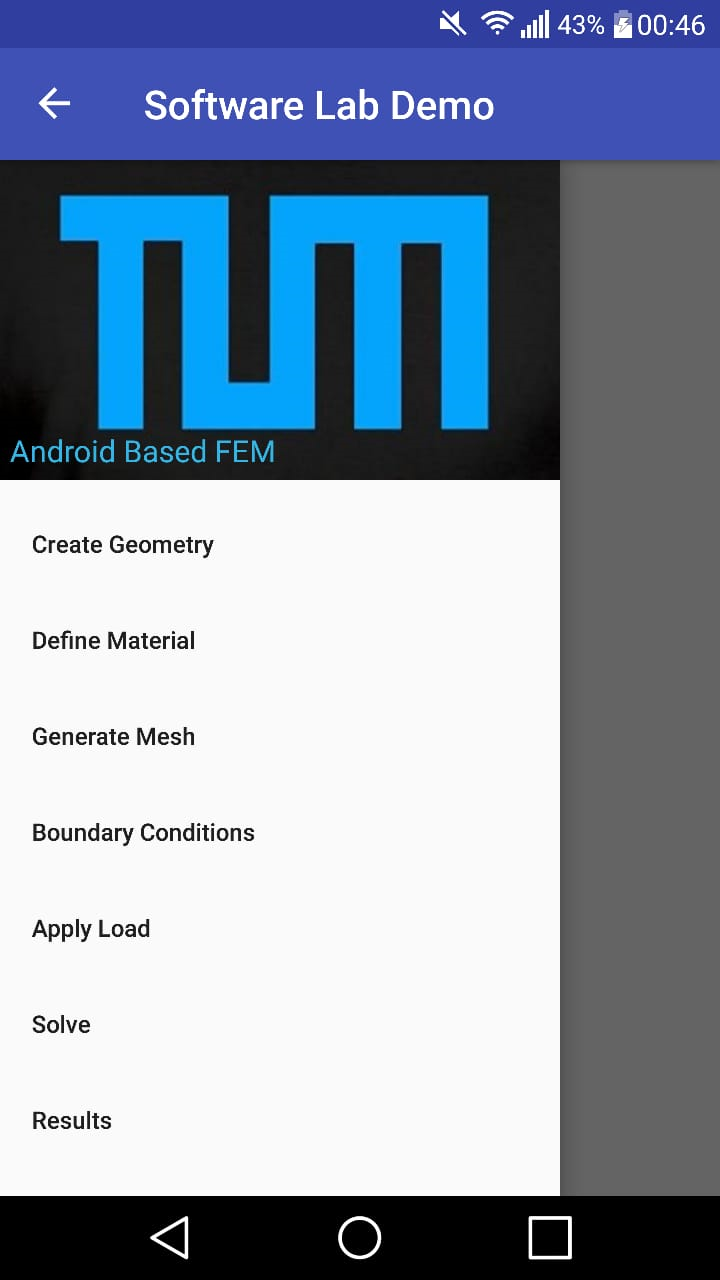 43% 00:46
Software Lab Demo
TUM
Android Based FEM
Create Geometry
Define Material
Generate Mesh
Boundary Conditions
Apply Load
Solve
Results